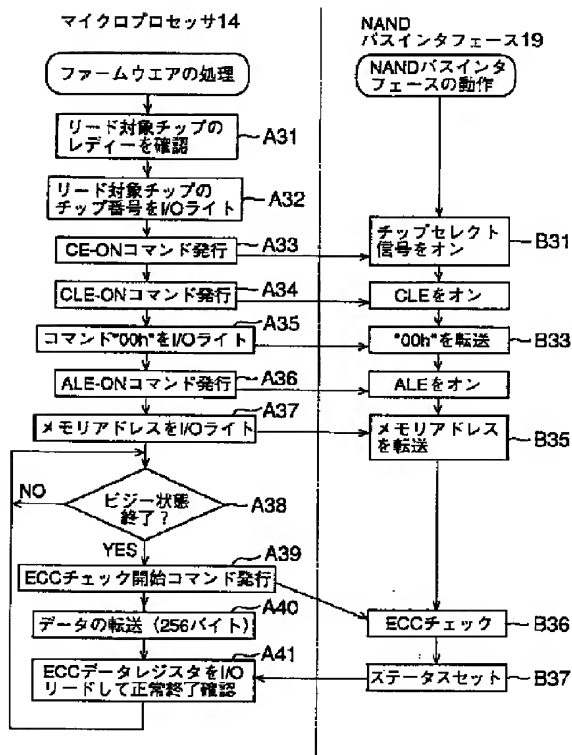 マイクロプロセッサ14
ファームウエアの処理
リード対象チップの
レディーを確認
A31
リード対象チップの
チップ番号をI/Oライト
A32
CE-ONコマンド発行
A33
CLE-ONコマンド発行
A34
コマンド"00h"をI/Oライト
A35
ALE-ONコマンド発行
A36
メモリアドレスをI/Oライト
A37
ビジー状態
終了?
A38
NO
YES
ECCチェック開始コマンド発行
A39
データの転送(256バイト)
A40
ECCデータレジスタをI/O
リードして正常終了確認
A41
NAND
バスインタフェース19
NANDバスインタ
フェースの動作
チップセレクト
信号をオン
B31
CLEをオン
"00h"を転送
B33
ALEをオン
メモリアドレス
を転送
B35
ECCチェック
B36
ステータスセット
B37